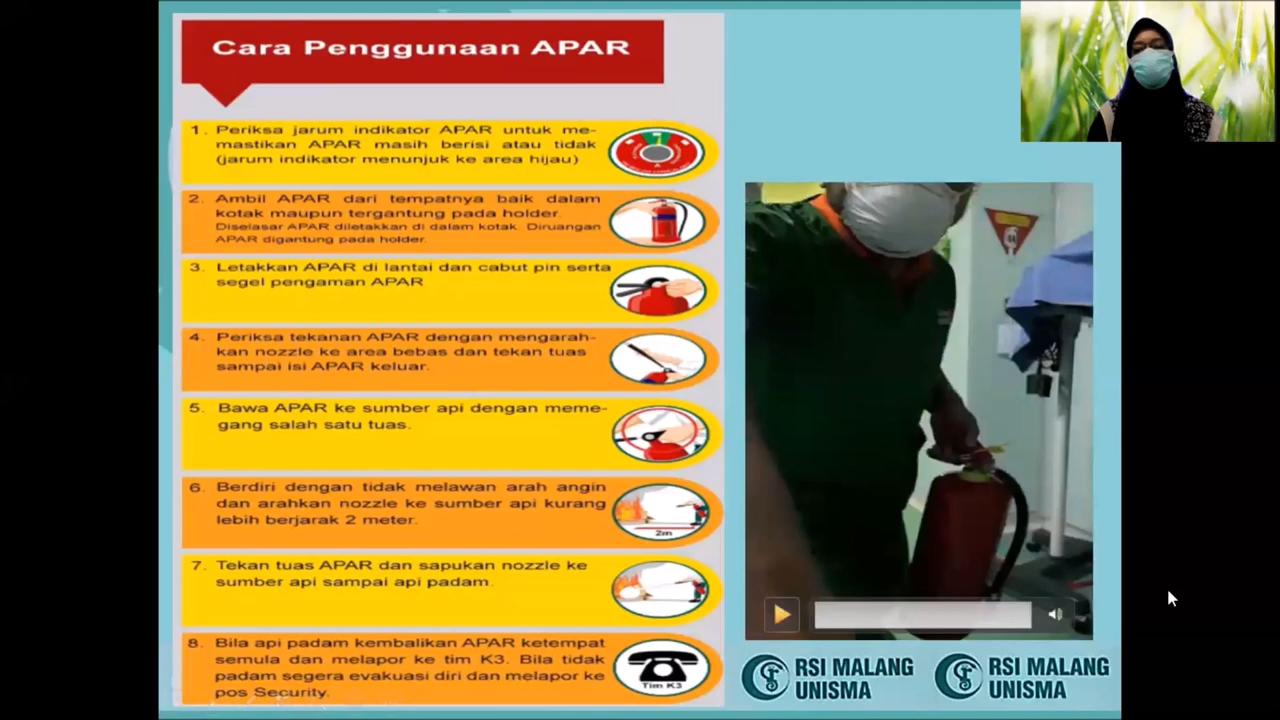 Cara Penggunaan APAR
1. Periksa jarum indikator APAR untuk me-
mastikan APAR masih berisi atau tidak
(jarum indikator menunjuk ke area hijau)
2. Ambil APAR dari tempatnya baik dalam
kotak maupun tergantung pada holder.
Diselasar APAR diletakkan di dalam kotak. Diruangan
APAR digantung pada holder.
3. Letakkan APAR di lantai dan cabut pin serta
segel pengaman APAR
4. Periksa tekanan APAR dengan mengarah-
kan nozzle ke area bebas dan tekan tuas
sampai isi APAR keluar.
5. Bawa APAR ke sumber api dengan meme-
gang salah satu tuas.
6. Berdiri dengan tidak melawan arah angin
dan arahkan nozzle ke sumber api kurang
lebih berjarak 2 meter.
2m
7. Tekan tuas APAR dan sapukan nozzle ke
sumber api sampai api padam.
8. Bila api padam kembalikan APAR ketempat
semula dan melapor ke tim K3. Bila tidak
padam segera evakuasi diri dan melapor ke
pos Security.
Tim K3
RSI MALANG
UNISMA
RSI MALANG
UNISMA